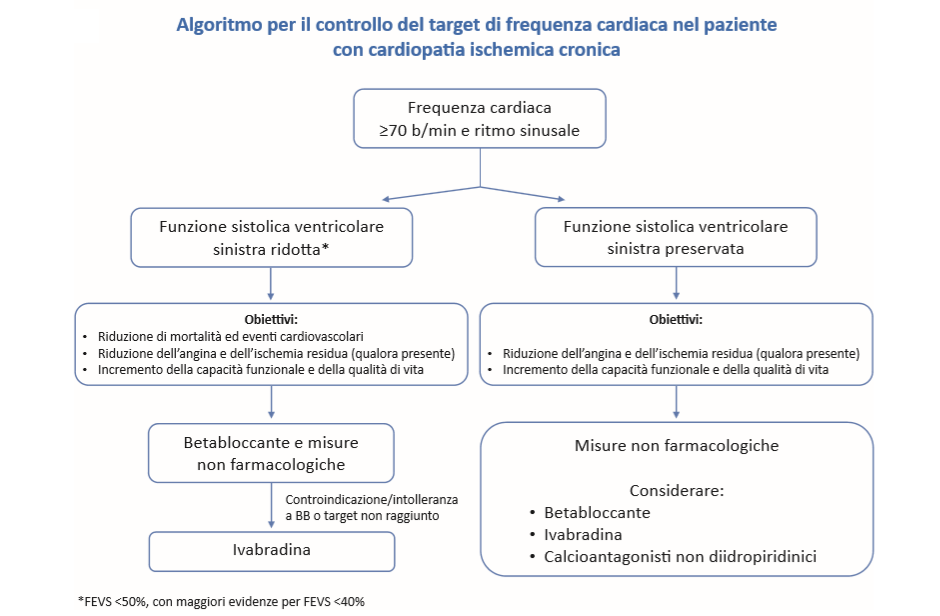 Algoritmo per il controllo del target di frequenza cardiaca nel paziente
con cardiopatia ischemica cronica
Frequenza cardiaca
≥70 b/min e ritmo sinusale
Funzione sistolica ventricolare
sinistra ridotta*
Funzione sistolica ventricolare
sinistra preservata
Obiettivi:
• Riduzione di mortalità ed eventi cardiovascolari
• Riduzione dell'angina e dell'ischemia residua (qualora presente)
• Incremento della capacità funzionale e della qualità di vita
Obiettivi:
• Riduzione dell'angina e dell'ischemia residua (qualora presente)
• Incremento della capacità funzionale e della qualità di vita
Betabloccante e misure
non farmacologiche
Controindicazione/intolleranza
a BB o target non raggiunto
Ivabradina
Misure non farmacologiche
Considerare:
• Betabloccante
• Ivabradina
• Calcioantagonisti non diidropiridinici
*FEVS <50%, con maggiori evidenze per FEVS <40%